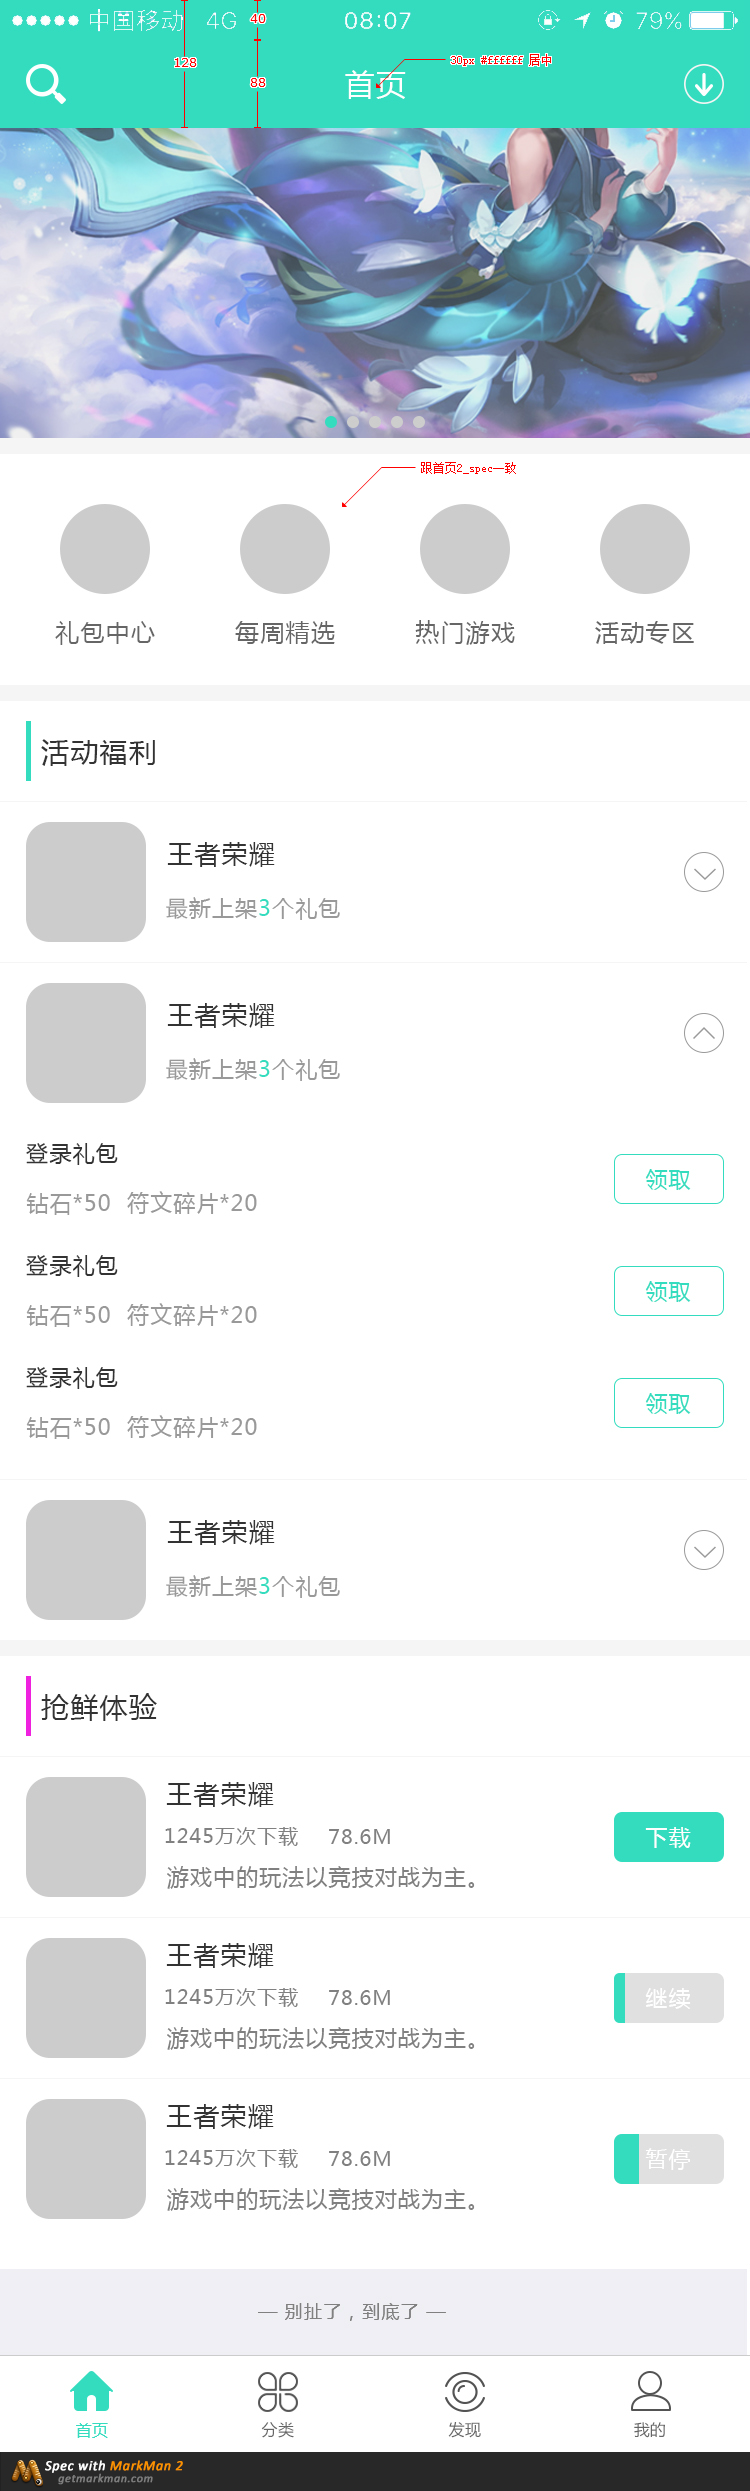 中国移动 4G 40 08:07 79%
128
88
首页
30px #ffffff 居中
跟首页2_spec一致
礼包中心 每周精选 热门游戏 活动专区
活动福利
王者荣耀
最新上架3个礼包
王者荣耀
最新上架3个礼包
登录礼包
钻石*50 符文碎片*20
领取
登录礼包
钻石*50 符文碎片*20
领取
登录礼包
钻石*50 符文碎片*20
领取
王者荣耀
最新上架3个礼包
抢鲜体验
王者荣耀
1245万次下载 78.6M
游戏中的玩法以竞技对战为主。
下载
王者荣耀
1245万次下载 78.6M
游戏中的玩法以竞技对战为主。
继续
王者荣耀
1245万次下载 78.6M
游戏中的玩法以竞技对战为主。
暂停
— 别扯了，到底了 —
首页 分类 发现 我的
Spec with MarkMan 2
getmarkman.com